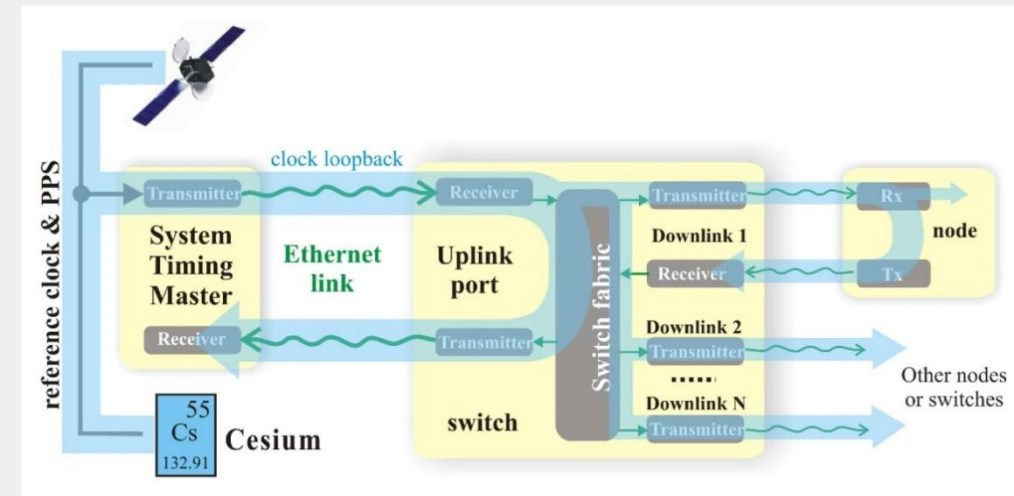 reference clock & PPS
clock loopback
Transmitter
System
Timing
Master
Receiver
Ethernet
link
Receiver
Uplink
port
Transmitter
switch
Switch fabric
Transmitter
Downlink 1
Receiver
Downlink 2
Transmitter
Downlink N
Transmitter
Rx
node
Tx
Other nodes
or switches
55
Cs
132.91
Cesium